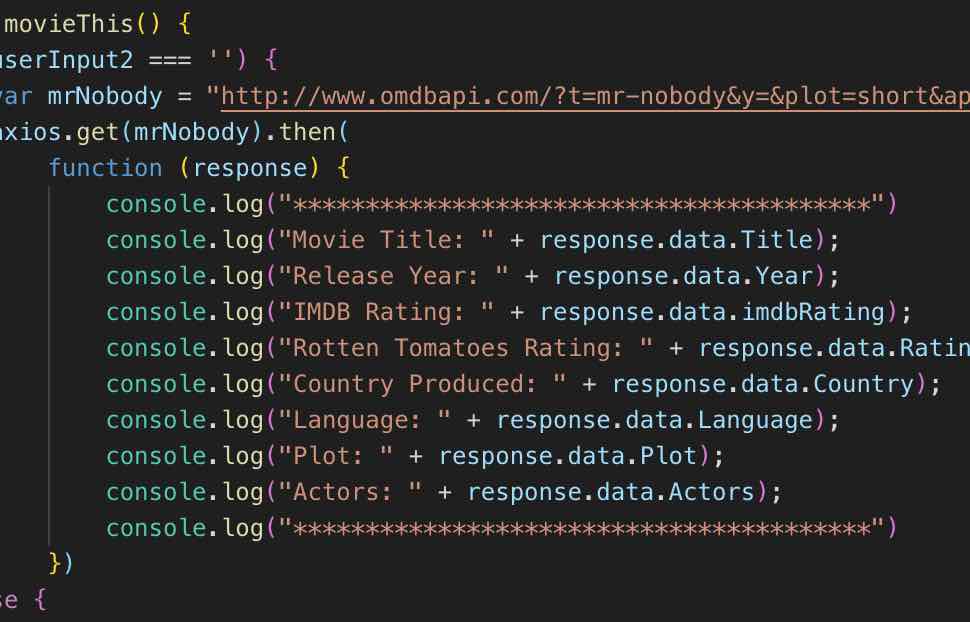 movieThis() {
userInput2 === '') {
var mrNobody = "http://www.omdbapi.com/?t=mr-nobody&y=&plot=short&ap
axios.get(mrNobody).then(
function (response) {
console.log("****************************************")
console.log("Movie Title: " + response.data.Title);
console.log("Release Year: " + response.data.Year);
console.log("IMDB Rating: " + response.data.imdbRating);
console.log("Rotten Tomatoes Rating: " + response.data.Ratin
console.log("Country Produced: " + response.data.Country);
console.log("Language: " + response.data.Language);
console.log("Plot: " + response.data.Plot);
console.log("Actors: " + response.data.Actors);
console.log("****************************************")
})
se {